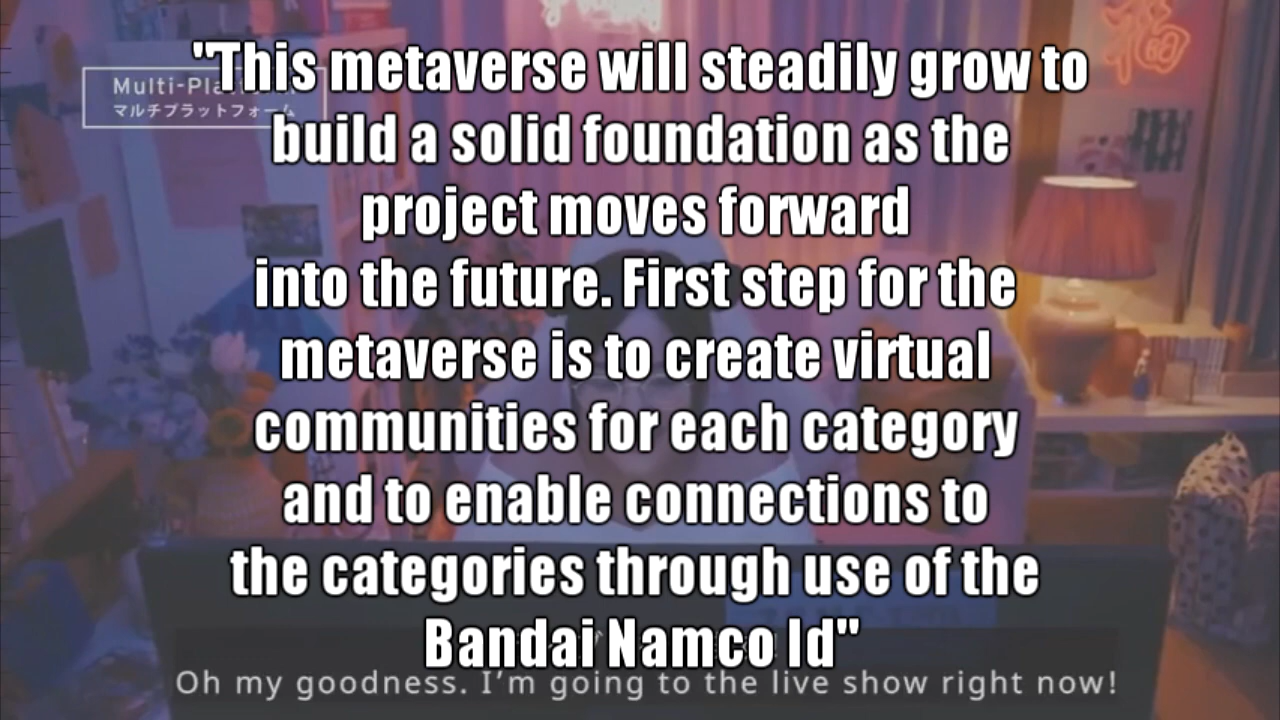 "This metaverse will steadily grow to
build a solid foundation as the
project moves forward
into the future. First step for the
metaverse is to create virtual
communities for each category
and to enable connections to
the categories through use of the
Bandai Namco Id"
マルチプラットフォーム
Oh my goodness. I'm going to the live show right now!